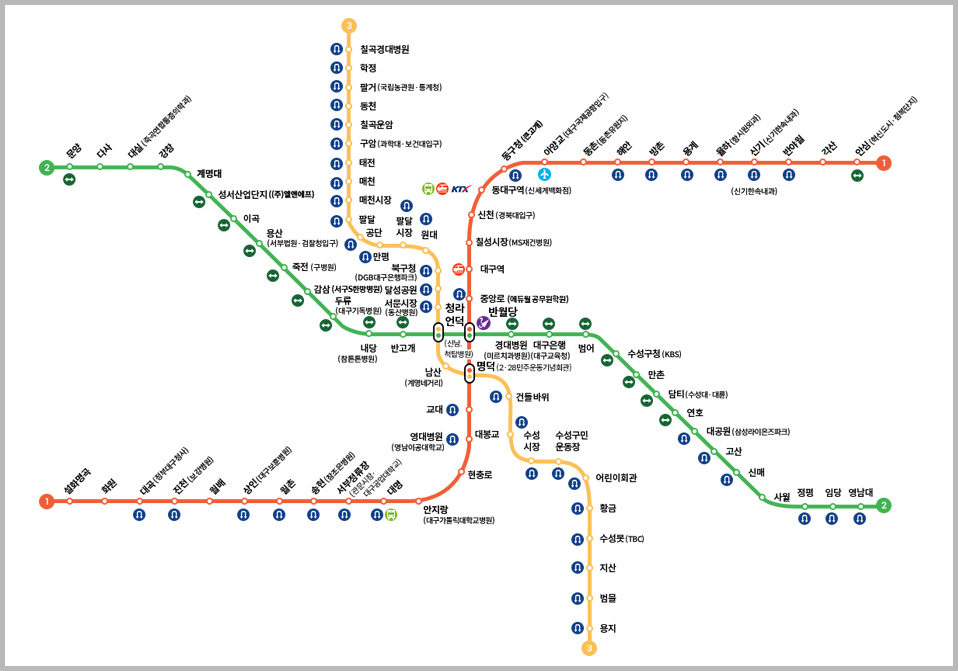 3
칠곡경대병원
학정
팔거 (국립농관원 · 통계청)
동천
칠곡운암
구암 (과학대 · 보건대입구)
태전
매천
매천시장
팔달
공단
팔달
시장
원대
만평
북구청
(DGB대구은행파크)
달성공원
서문시장
(동산병원)
2
문양
다사
대실 (죽곡연합통증의학과)
강창
계명대
성서산업단지 ((주)엘앤에프)
이곡
용산
(서부법원 · 검찰청입구)
죽전 (구병원)
감삼 (서구S한방병원)
두류
(대구기독병원)
내당
(참튼튼병원)
반고개
청라
언덕
(신남,
척탑병원)
반월당
경대병원
(미르치과병원)
대구은행
(대구교육청)
범어
수성구청 (KBS)
만촌
담티 (수성대 · 대륜)
연호
대공원 (삼성라이온즈파크)
고산
신매
사월
정평
임당
영남대
2
동구청 (큰고개)
아양교 (대구국제공항입구)
동촌 (동촌유원지)
해안
방촌
용계
율하 (항서원외과)
신기 (신기한속내과)
(신기한속내과)
반야월
각산
안심 (혁신도시 · 첨복단지)
1
KTX
동대구역 (신세계백화점)
신천 (경북대입구)
칠성시장 (MS재건병원)
대구역
중앙로 (에듀윌 공무원학원)
명덕 (2 · 28민주운동기념회관)
남산
(계명네거리)
교대
영대병원
(영남이공대학교)
대봉교
현충로
안지랑
(대구가톨릭대학교병원)
1
설화명곡
화원
대곡 (정부대구청사)
진천 (보강병원)
월배
상인 (대구보훈병원)
월촌
송현 (참조은병원)
서부정류장
(관문시장 ·
대구공업대학교)
대명
건들바위
수성
시장
수성구민
운동장
어린이회관
황금
수성못 (TBC)
지산
범물
용지
3